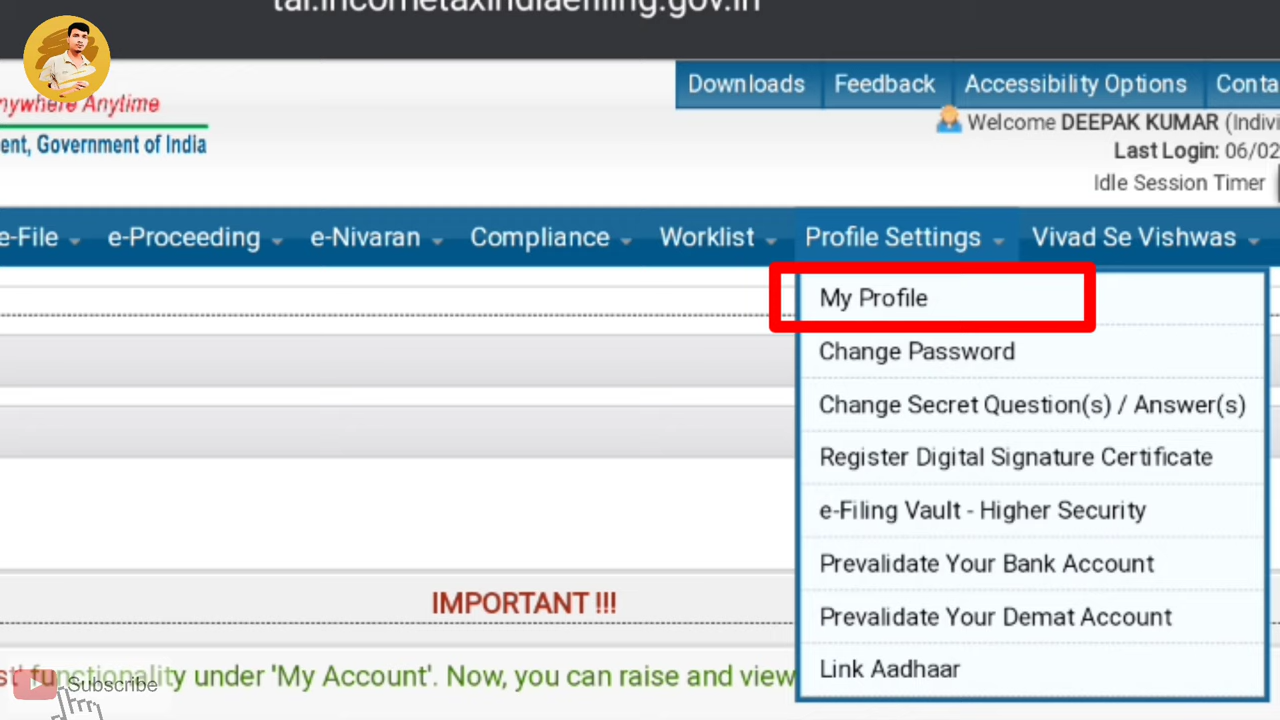 tal.incometaxindiaefiling.gov.in
Downloads Feedback Accessibility Options Conta
nywhere Anytime
Welcome DEEPAK KUMAR (Indivi
ent, Government of India
Last Login: 06/02
Idle Session Timer
e-File e-Proceeding e-Nivaran Compliance Worklist Profile Settings Vivad Se Vishwas
My Profile
Change Password
Change Secret Question(s) / Answer(s)
Register Digital Signature Certificate
e-Filing Vault - Higher Security
Prevalidate Your Bank Account
IMPORTANT !!!
Prevalidate Your Demat Account
Link Aadhaar
st' functionality under 'My Account'. Now, you can raise and view
Subscribe